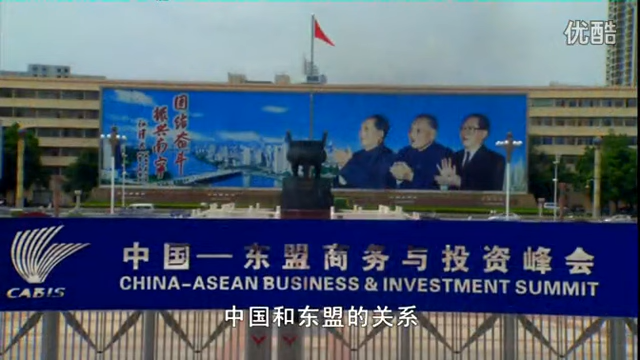 优酷
团结奋斗
振兴南宁
中国—东盟商务与投资峰会
CHINA-ASEAN BUSINESS & INVESTMENT SUMMIT
CABIS
中国和东盟的关系